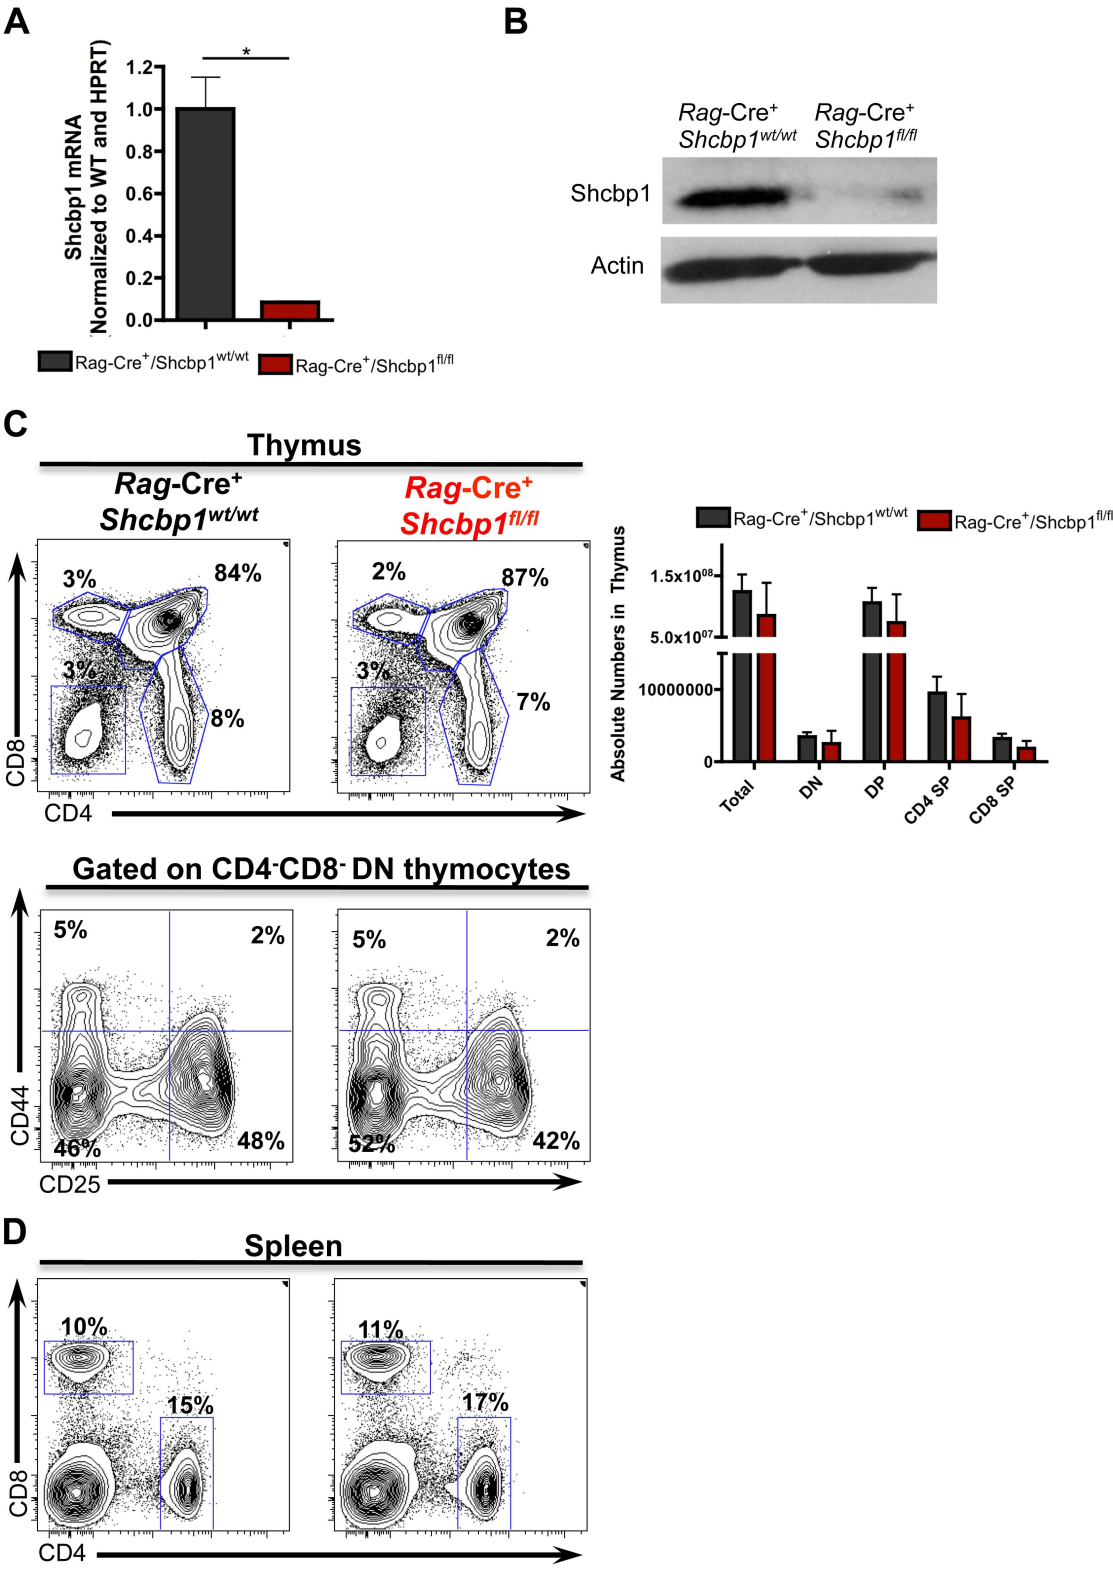 A
B
*
Shcbp1 mRNA
(Normalized to WT and HPRT)
1.2
1.0
0.8
0.6
0.4
0.2
0.0
Rag-Cre⁺/Shcbp1ʷᵗ/ʷᵗ
Rag-Cre⁺/Shcbp1ᶠˡ/ᶠˡ
Rag-Cre⁺ Rag-Cre⁺
Shcbp1ʷᵗ/ʷᵗ Shcbp1ᶠˡ/ᶠˡ
Shcbp1
Actin
C
Thymus
Rag-Cre⁺
Shcbp1ʷᵗ/ʷᵗ
Rag-Cre⁺
Shcbp1ᶠˡ/ᶠˡ
3%
84%
3%
8%
2%
87%
3%
7%
CD8
CD4
Rag-Cre⁺/Shcbp1ʷᵗ/ʷᵗ
Rag-Cre⁺/Shcbp1ᶠˡ/ᶠˡ
Absolute Numbers in Thymus
1.5x10⁰⁸
5.0x10⁰⁷
10000000
0
Total
DN
DP
CD4 SP
CD8 SP
Gated on CD4⁻CD8⁻ DN thymocytes
5%
2%
46%
48%
5%
2%
52%
42%
CD44
CD25
D
Spleen
10%
15%
11%
17%
CD8
CD4